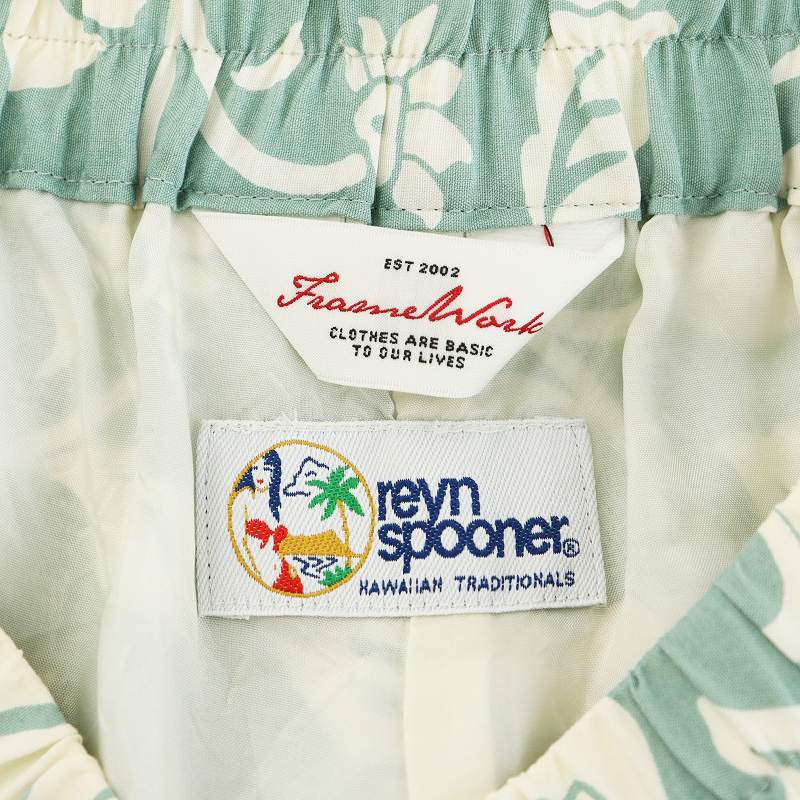 EST 2002
FrameWork
CLOTHES ARE BASIC
TO OUR LIVES
reyn
spooner®
HAWAIIAN TRADITIONALS